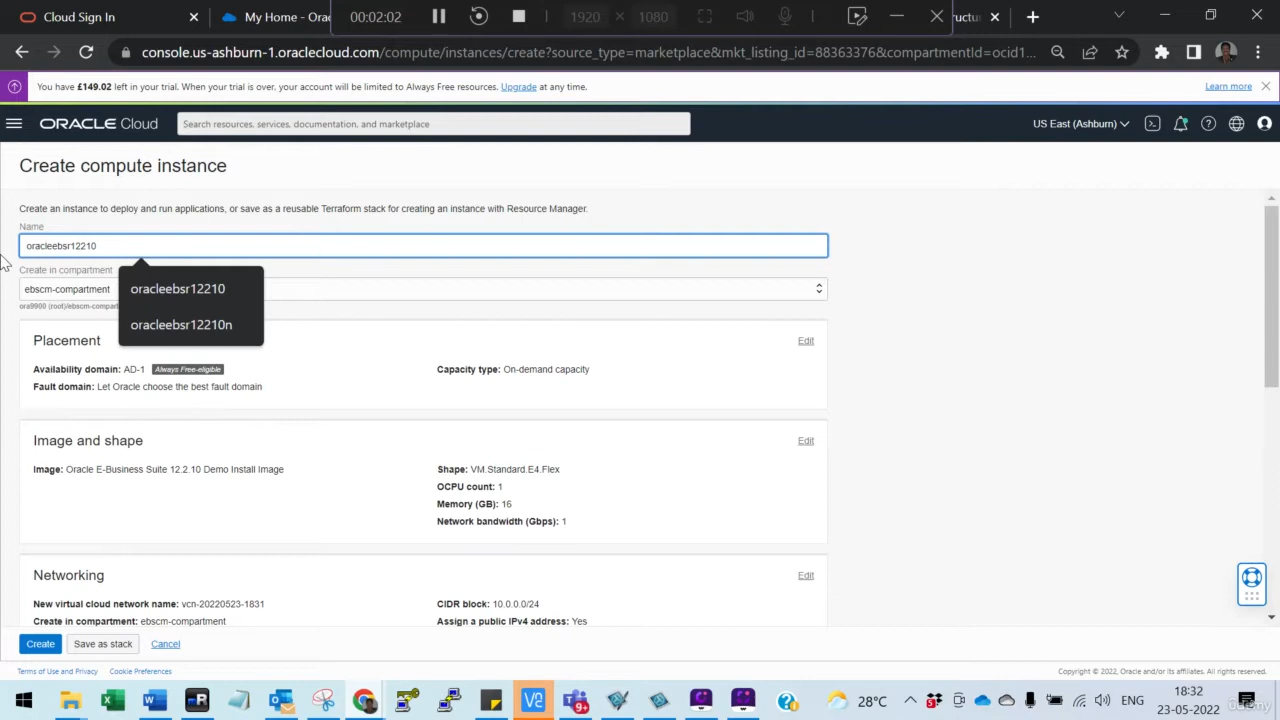 Cloud Sign In
My Home - Orac
00:02:02
1920 × 1080
console.us-ashburn-1.oraclecloud.com/compute/instances/create?source_type=marketplace&mkt_listing_id=88363376&compartmentId=ocid1...
You have £149.02 left in your trial. When your trial is over, your account will be limited to Always Free resources. Upgrade at any time.
Learn more
ORACLE Cloud
Search resources, services, documentation, and marketplace
US East (Ashburn)
Create compute instance
Create an instance to deploy and run applications, or save as a reusable Terraform stack for creating an instance with Resource Manager.
Name
oracleebsr12210
Create in compartment
ebscm-compartment
ora9900 (root)/ebscm-compart
oracleebsr12210
oracleebsr12210n
Placement
Edit
Availability domain: AD-1 Always Free-eligible
Capacity type: On-demand capacity
Fault domain: Let Oracle choose the best fault domain
Image and shape
Edit
Image: Oracle E-Business Suite 12.2.10 Demo Install Image
Shape: VM.Standard.E4.Flex
OCPU count: 1
Memory (GB): 16
Network bandwidth (Gbps): 1
Networking
Edit
New virtual cloud network name: vcn-20220523-1831
CIDR block: 10.0.0.0/24
Create in compartment: ebscm-compartment
Assign a public IPv4 address: Yes
Create
Save as stack
Cancel
Terms of Use and Privacy
Cookie Preferences
Copyright © 2022, Oracle and/or its affiliates. All rights reserved.
28°C
ENG
18:32
23-05-2022
udemy